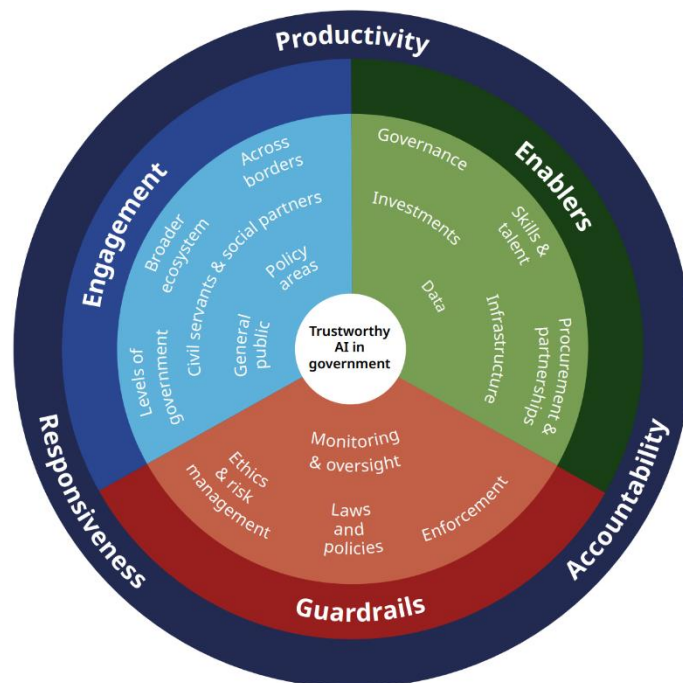 Productivity
Engagement
Enablers
Across
borders
Broader
ecosystem
Civil servants & social partners
Policy
areas
Levels of
government
General
public
Governance
Investments
Skills &
talent
Data
Infrastructure
Procurement &
partnerships
Trustworthy
AI in
government
Monitoring
& oversight
Ethics
& risk
management
Laws
and
policies
Enforcement
Guardrails
Responsiveness
Accountability